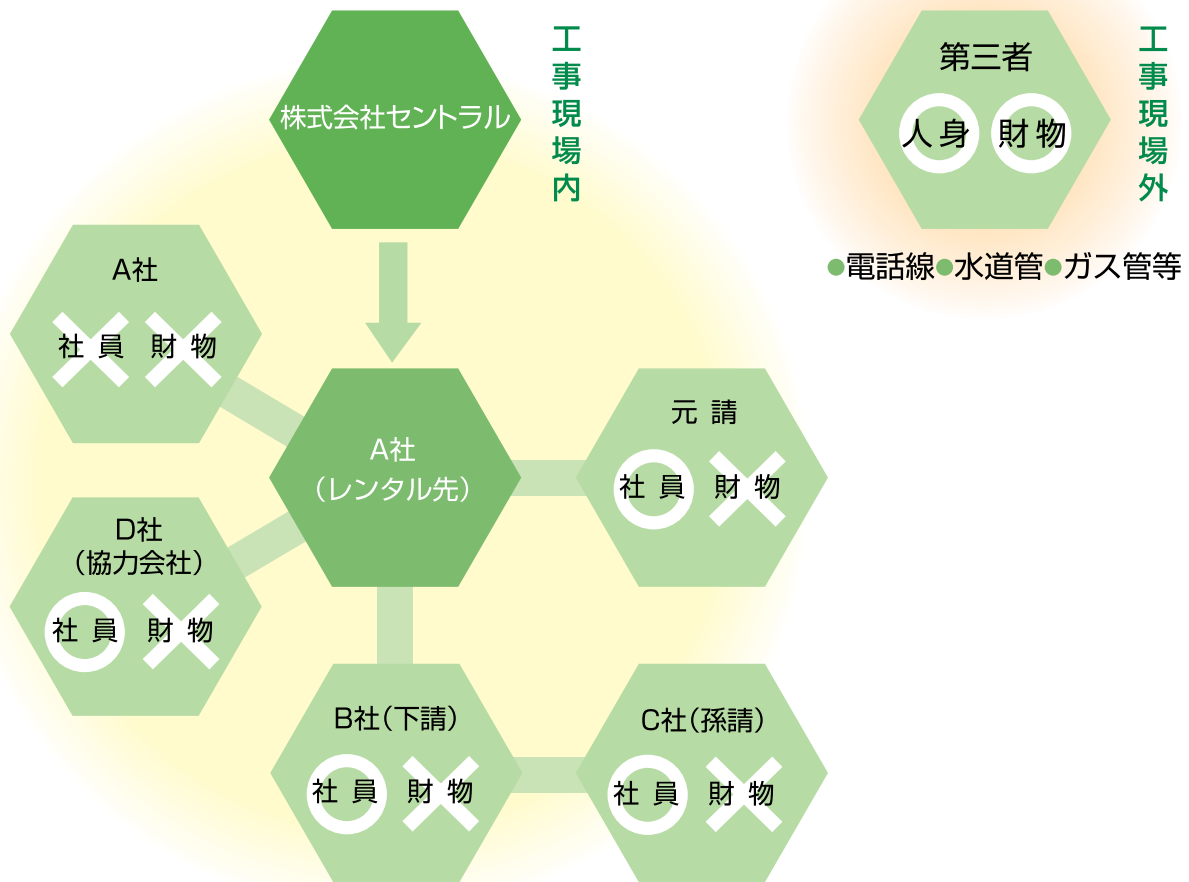 株式会社セントラル
工事現場内
第三者
人身 財物
工事現場外
●電話線●水道管●ガス管等
A社
社員 財物
A社
（レンタル先）
元請
社員 財物
D社
（協力会社）
社員 財物
B社（下請）
社員 財物
C社（孫請）
社員 財物